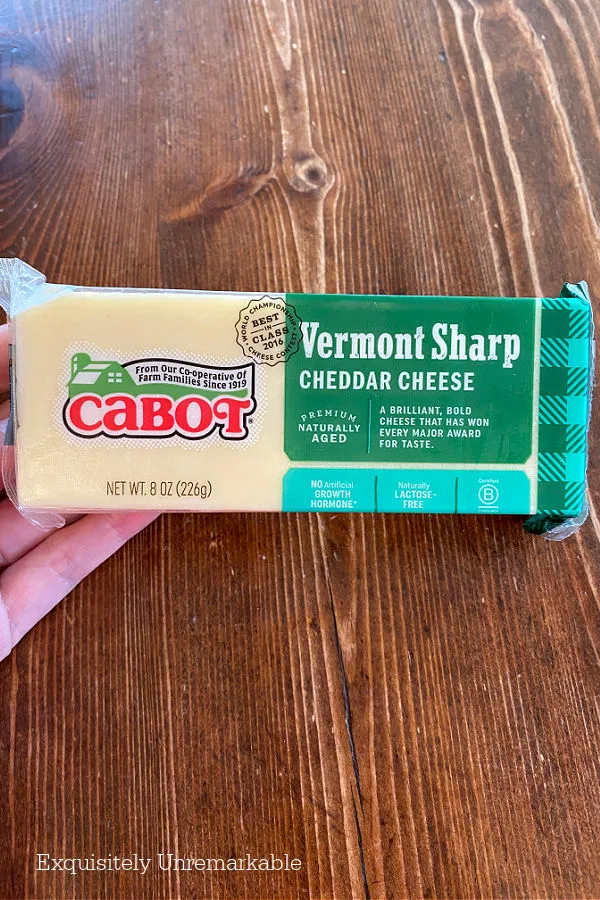 WORLD CHAMPIONSHIP
BEST
IN
CLASS
2016
CHEESE CONTEST
From Our Co-operative Of
Farm Families Since 1919
CABOT
NET WT. 8 OZ (226g)
Vermont Sharp
CHEDDAR CHEESE
PREMIUM
NATURALLY
AGED
A BRILLIANT, BOLD
CHEESE THAT HAS WON
EVERY MAJOR AWARD
FOR TASTE.
NO Artificial
GROWTH
HORMONE*
Naturally
LACTOSE-
FREE
Certified
B
Exquisitely Unremarkable